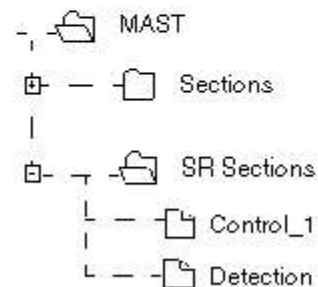 MAST
Sections
SR Sections
Control_1
Detection